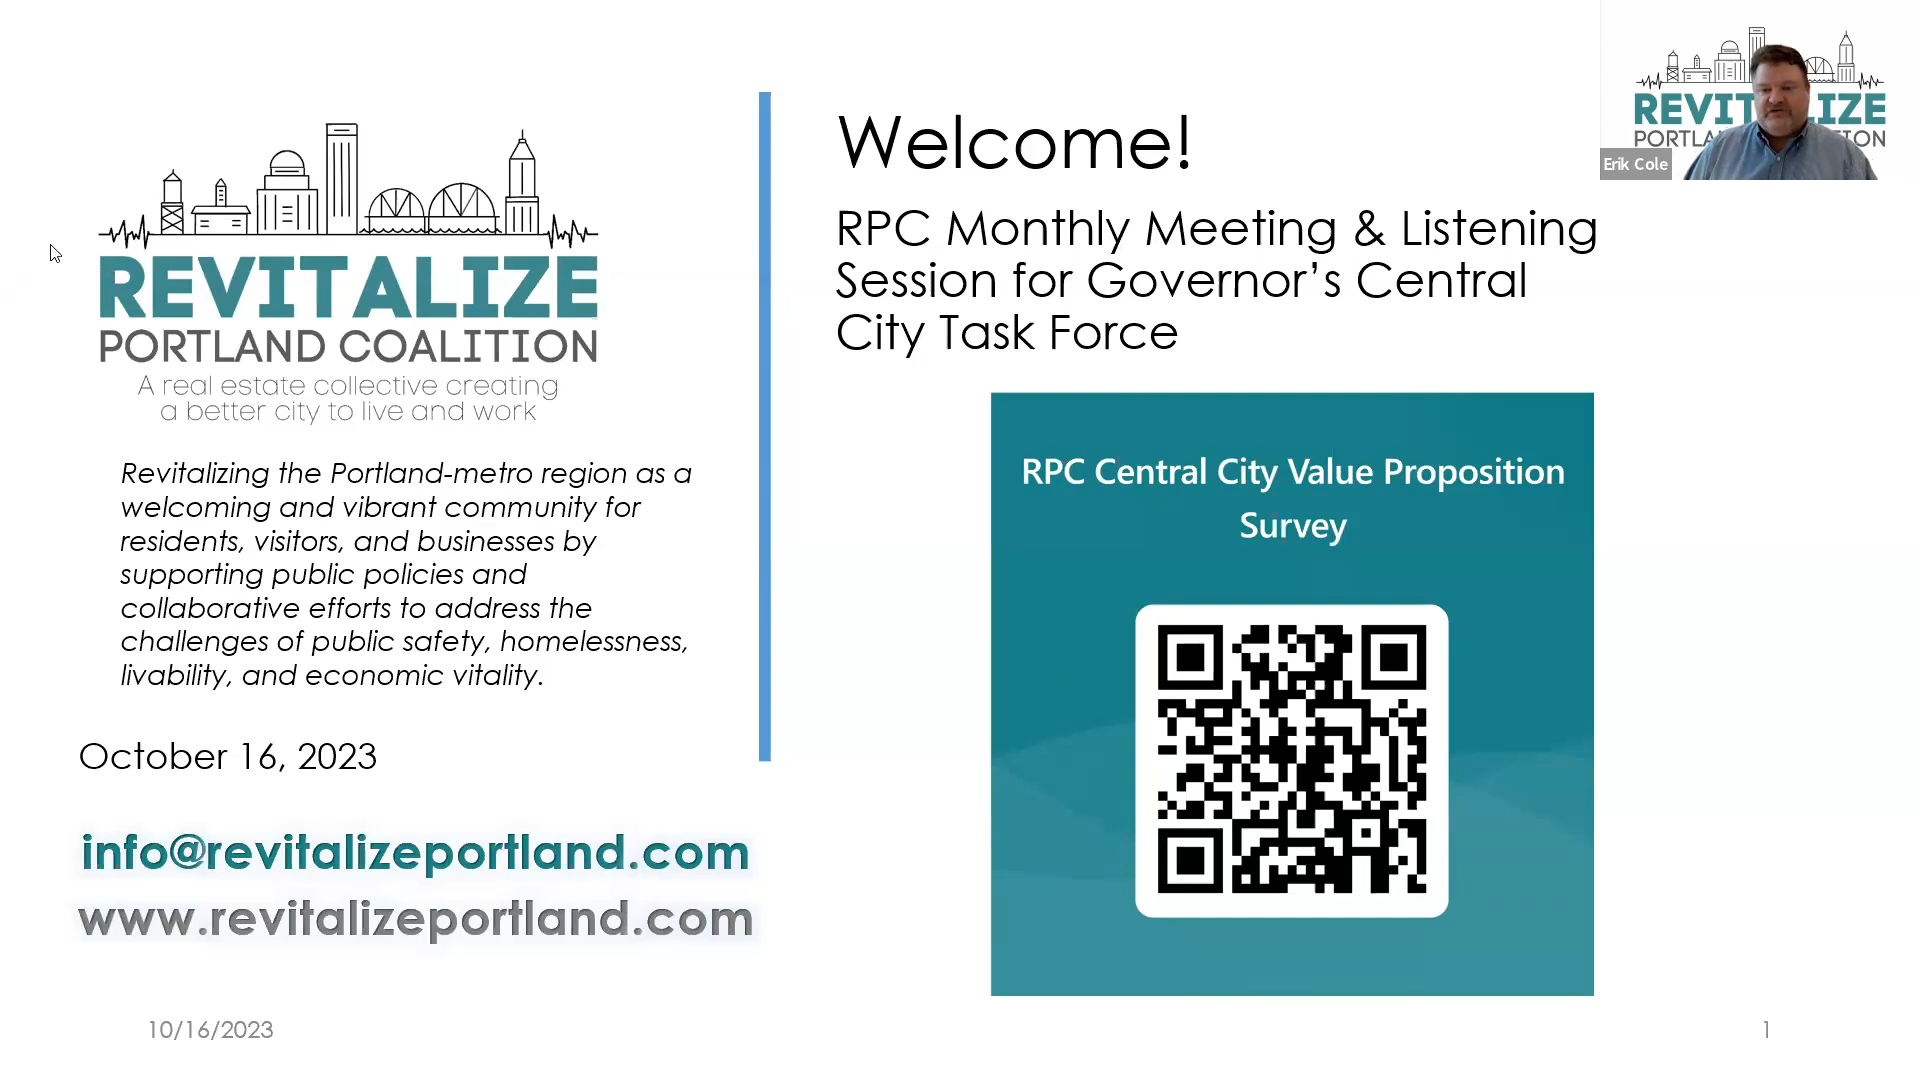 REVITALIZE
PORTLAND COALITION
A real estate collective creating
a better city to live and work
Revitalizing the Portland-metro region as a
welcoming and vibrant community for
residents, visitors, and businesses by
supporting public policies and
collaborative efforts to address the
challenges of public safety, homelessness,
livability, and economic vitality.
October 16, 2023
info@revitalizeportland.com
www.revitalizeportland.com
10/16/2023
Welcome!
RPC Monthly Meeting & Listening
Session for Governor’s Central
City Task Force
RPC Central City Value Proposition
Survey
REVIT LIZE
PORTLA TION
Erik Cole
1